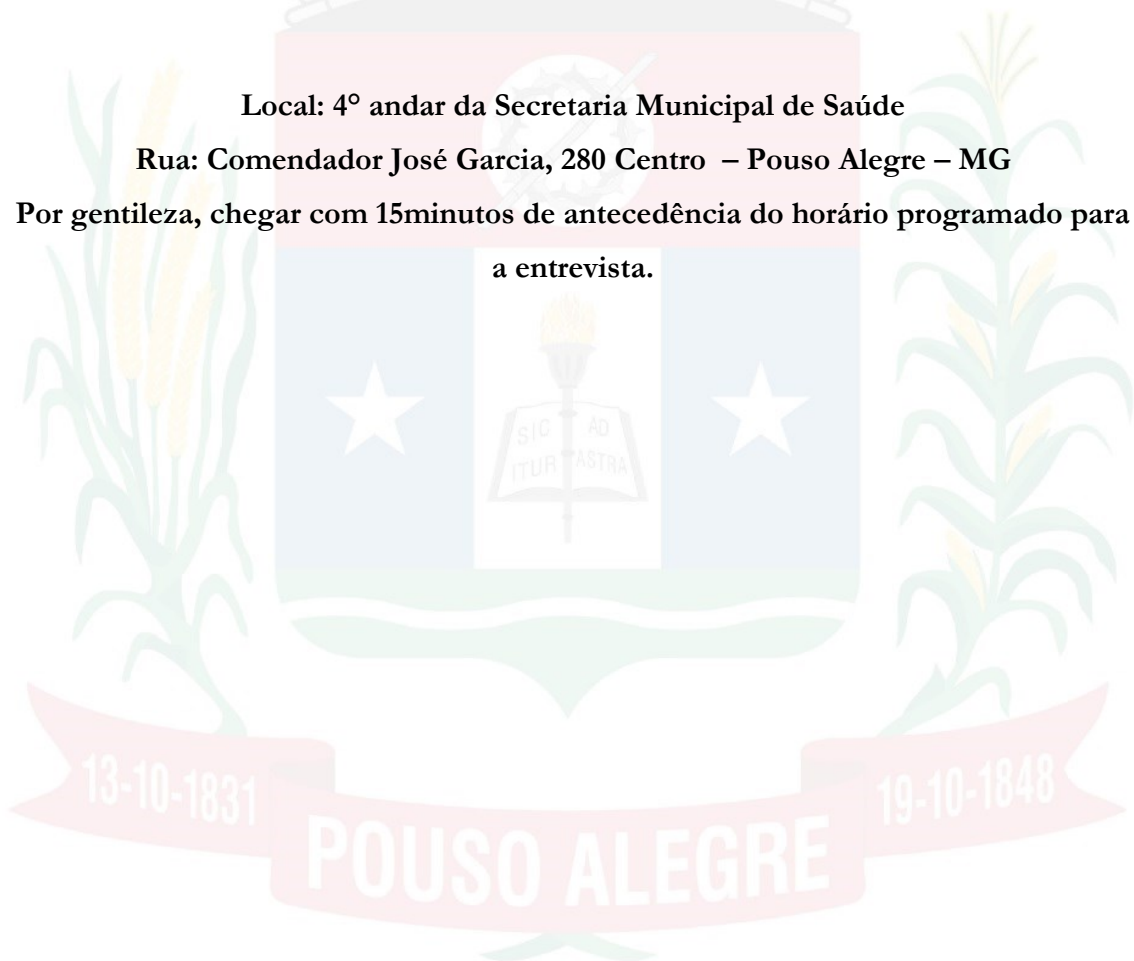 Local: 4° andar da Secretaria Municipal de Saúde
Rua: Comendador José Garcia, 280 Centro – Pouso Alegre – MG
Por gentileza, chegar com 15minutos de antecedência do horário programado para
a entrevista.
SIC AD
ITUR ASTRA
13-10-1831
19-10-1848
POUSO ALEGRE